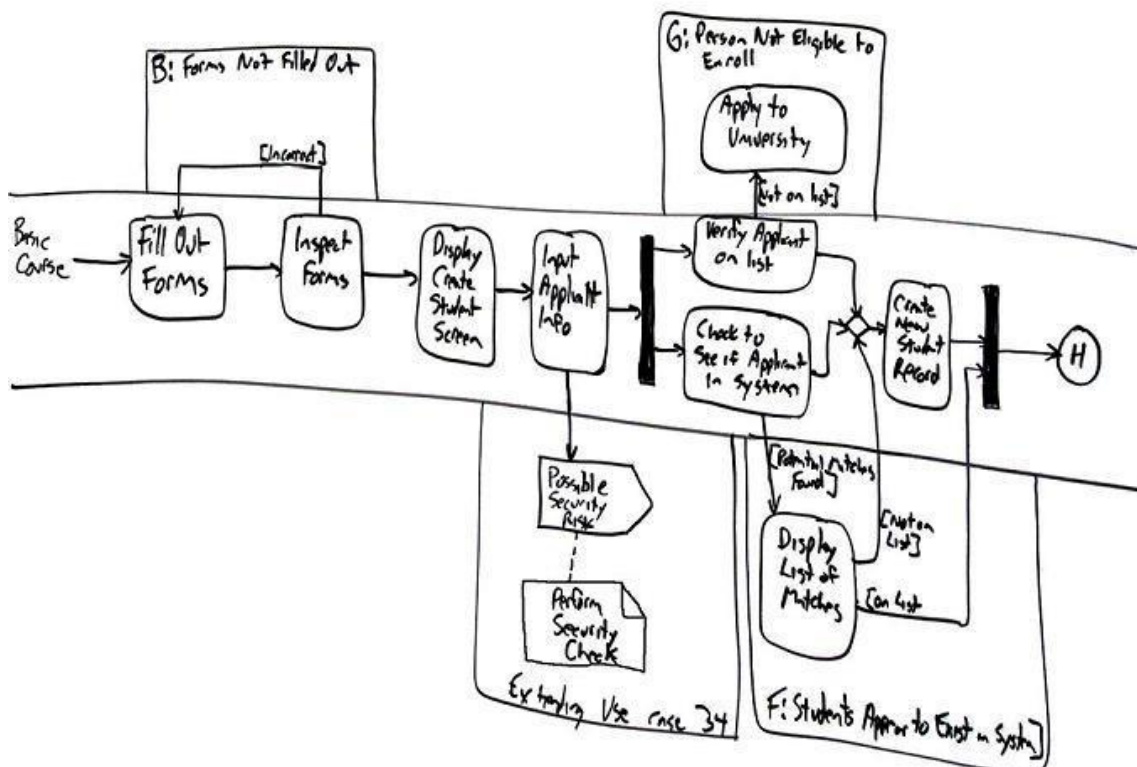 B: Forms Not Filled Out
[Incorrect]
G: Person Not Eligible to
Enroll
Apply to
University
[Not on list]
Basic
Course
Fill Out
Forms
Inspect
Forms
Display
Create
Student
Screen
Input
Info
Verify Applicant
on list
Check to
See if Applicant
in System
Create
New
Student
Record
H
Possible
Security
Risk
Perform
Security
Check
Extending Use case 34
[Potential Matches
Found]
Display
List of
Matches
[Not on
List]
[on List
F: Students Appear to Exist in System]